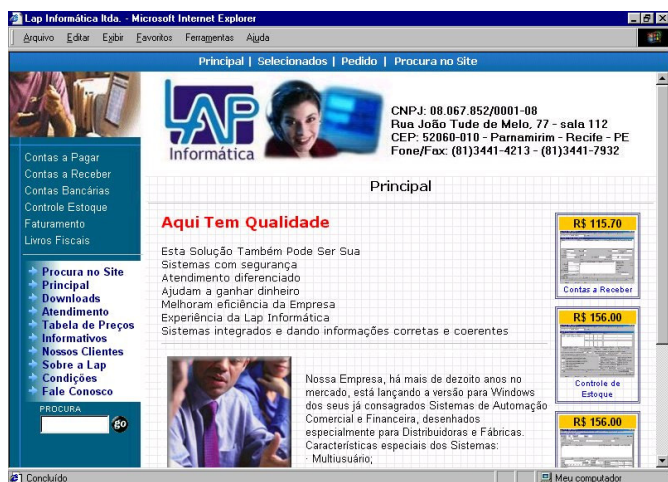 Lap Informática ltda. - Microsoft Internet Explorer
Arquivo Editar Exibir Favoritos Ferramentas Ajuda
Principal | Selecionados | Pedido | Procura no Site
LAP
Informática
CNPJ: 08.067.852/0001-08
Rua João Tude de Melo, 77 - sala 112
CEP: 52060-010 - Parnamirim - Recife - PE
Fone/Fax: (81)3441-4213 - (81)3441-7932
Contas a Pagar
Contas a Receber
Contas Bancárias
Controle Estoque
Faturamento
Livros Fiscais
Procura no Site
Principal
Downloads
Atendimento
Tabela de Preços
Informativos
Nossos Clientes
Sobre a Lap
Condições
Fale Conosco
PROCURA
go
Principal
Aqui Tem Qualidade
Esta Solução Também Pode Ser Sua
Sistemas com segurança
Atendimento diferenciado
Ajudam a ganhar dinheiro
Melhoram eficiência da Empresa
Experiência da Lap Informática
Sistemas integrados e dando informações corretas e coerentes
Nossa Empresa, há mais de dezoito anos no
mercado, está lançando a versão para Windows
dos seus já consagrados Sistemas de Automação
Comercial e Financeira, desenhados
especialmente para Distribuidoras e Fábricas.
Características especiais dos Sistemas:
· Multiusuário;
R$ 115.70
Contas a Receber
R$ 156.00
Controle de
Estoque
R$ 156.00
Concluído
Meu computador